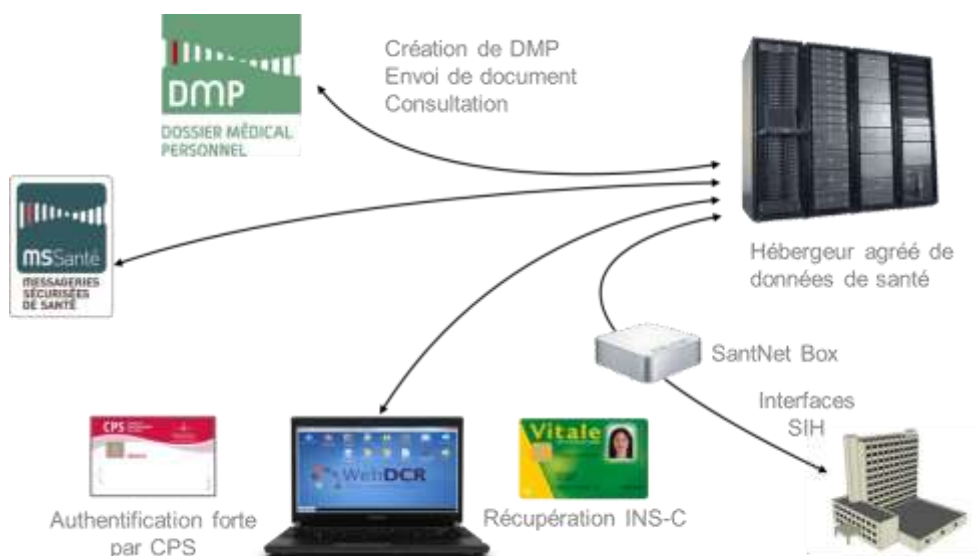 DMP
DOSSIER MÉDICAL
PERSONNEL
Création de DMP
Envoi de document
Consultation
Hébergeur agréé de
données de santé
MSSanté
MESSAGERIES
SÉCURISÉES
DE SANTÉ
SantNet Box
Interfaces
SIH
CPS
WebDCR
Vitale
Authentification forte
par CPS
Récupération INS-C